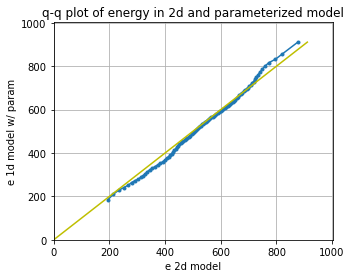 q-q plot of energy in 2d and parameterized model
e 1d model w/ param
1000
800
600
400
200
0
0 200 400 600 800 1000
e 2d model